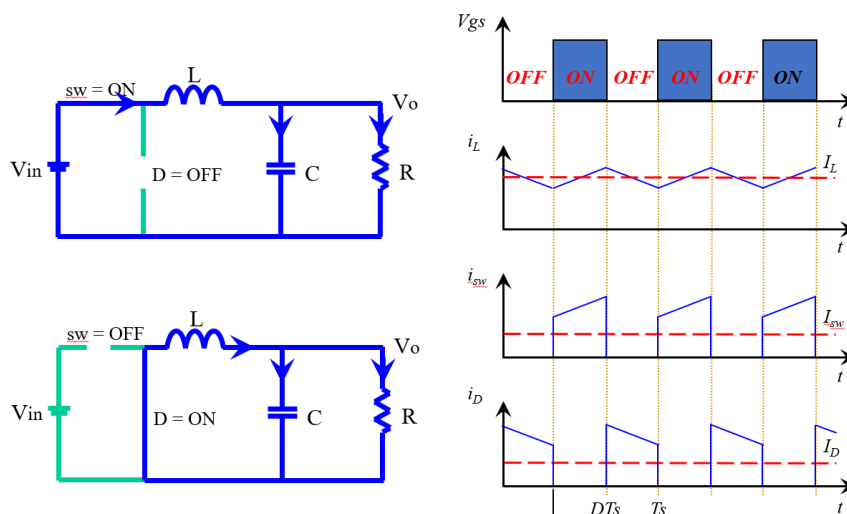 sw = ON
L
Vo
Vin
D = OFF
C
R
sw = OFF
L
Vo
Vin
D = ON
C
R
Vgs
OFF ON OFF ON OFF ON
t
iL
IL
t
isw
Isw
t
iD
ID
t
DTs Ts